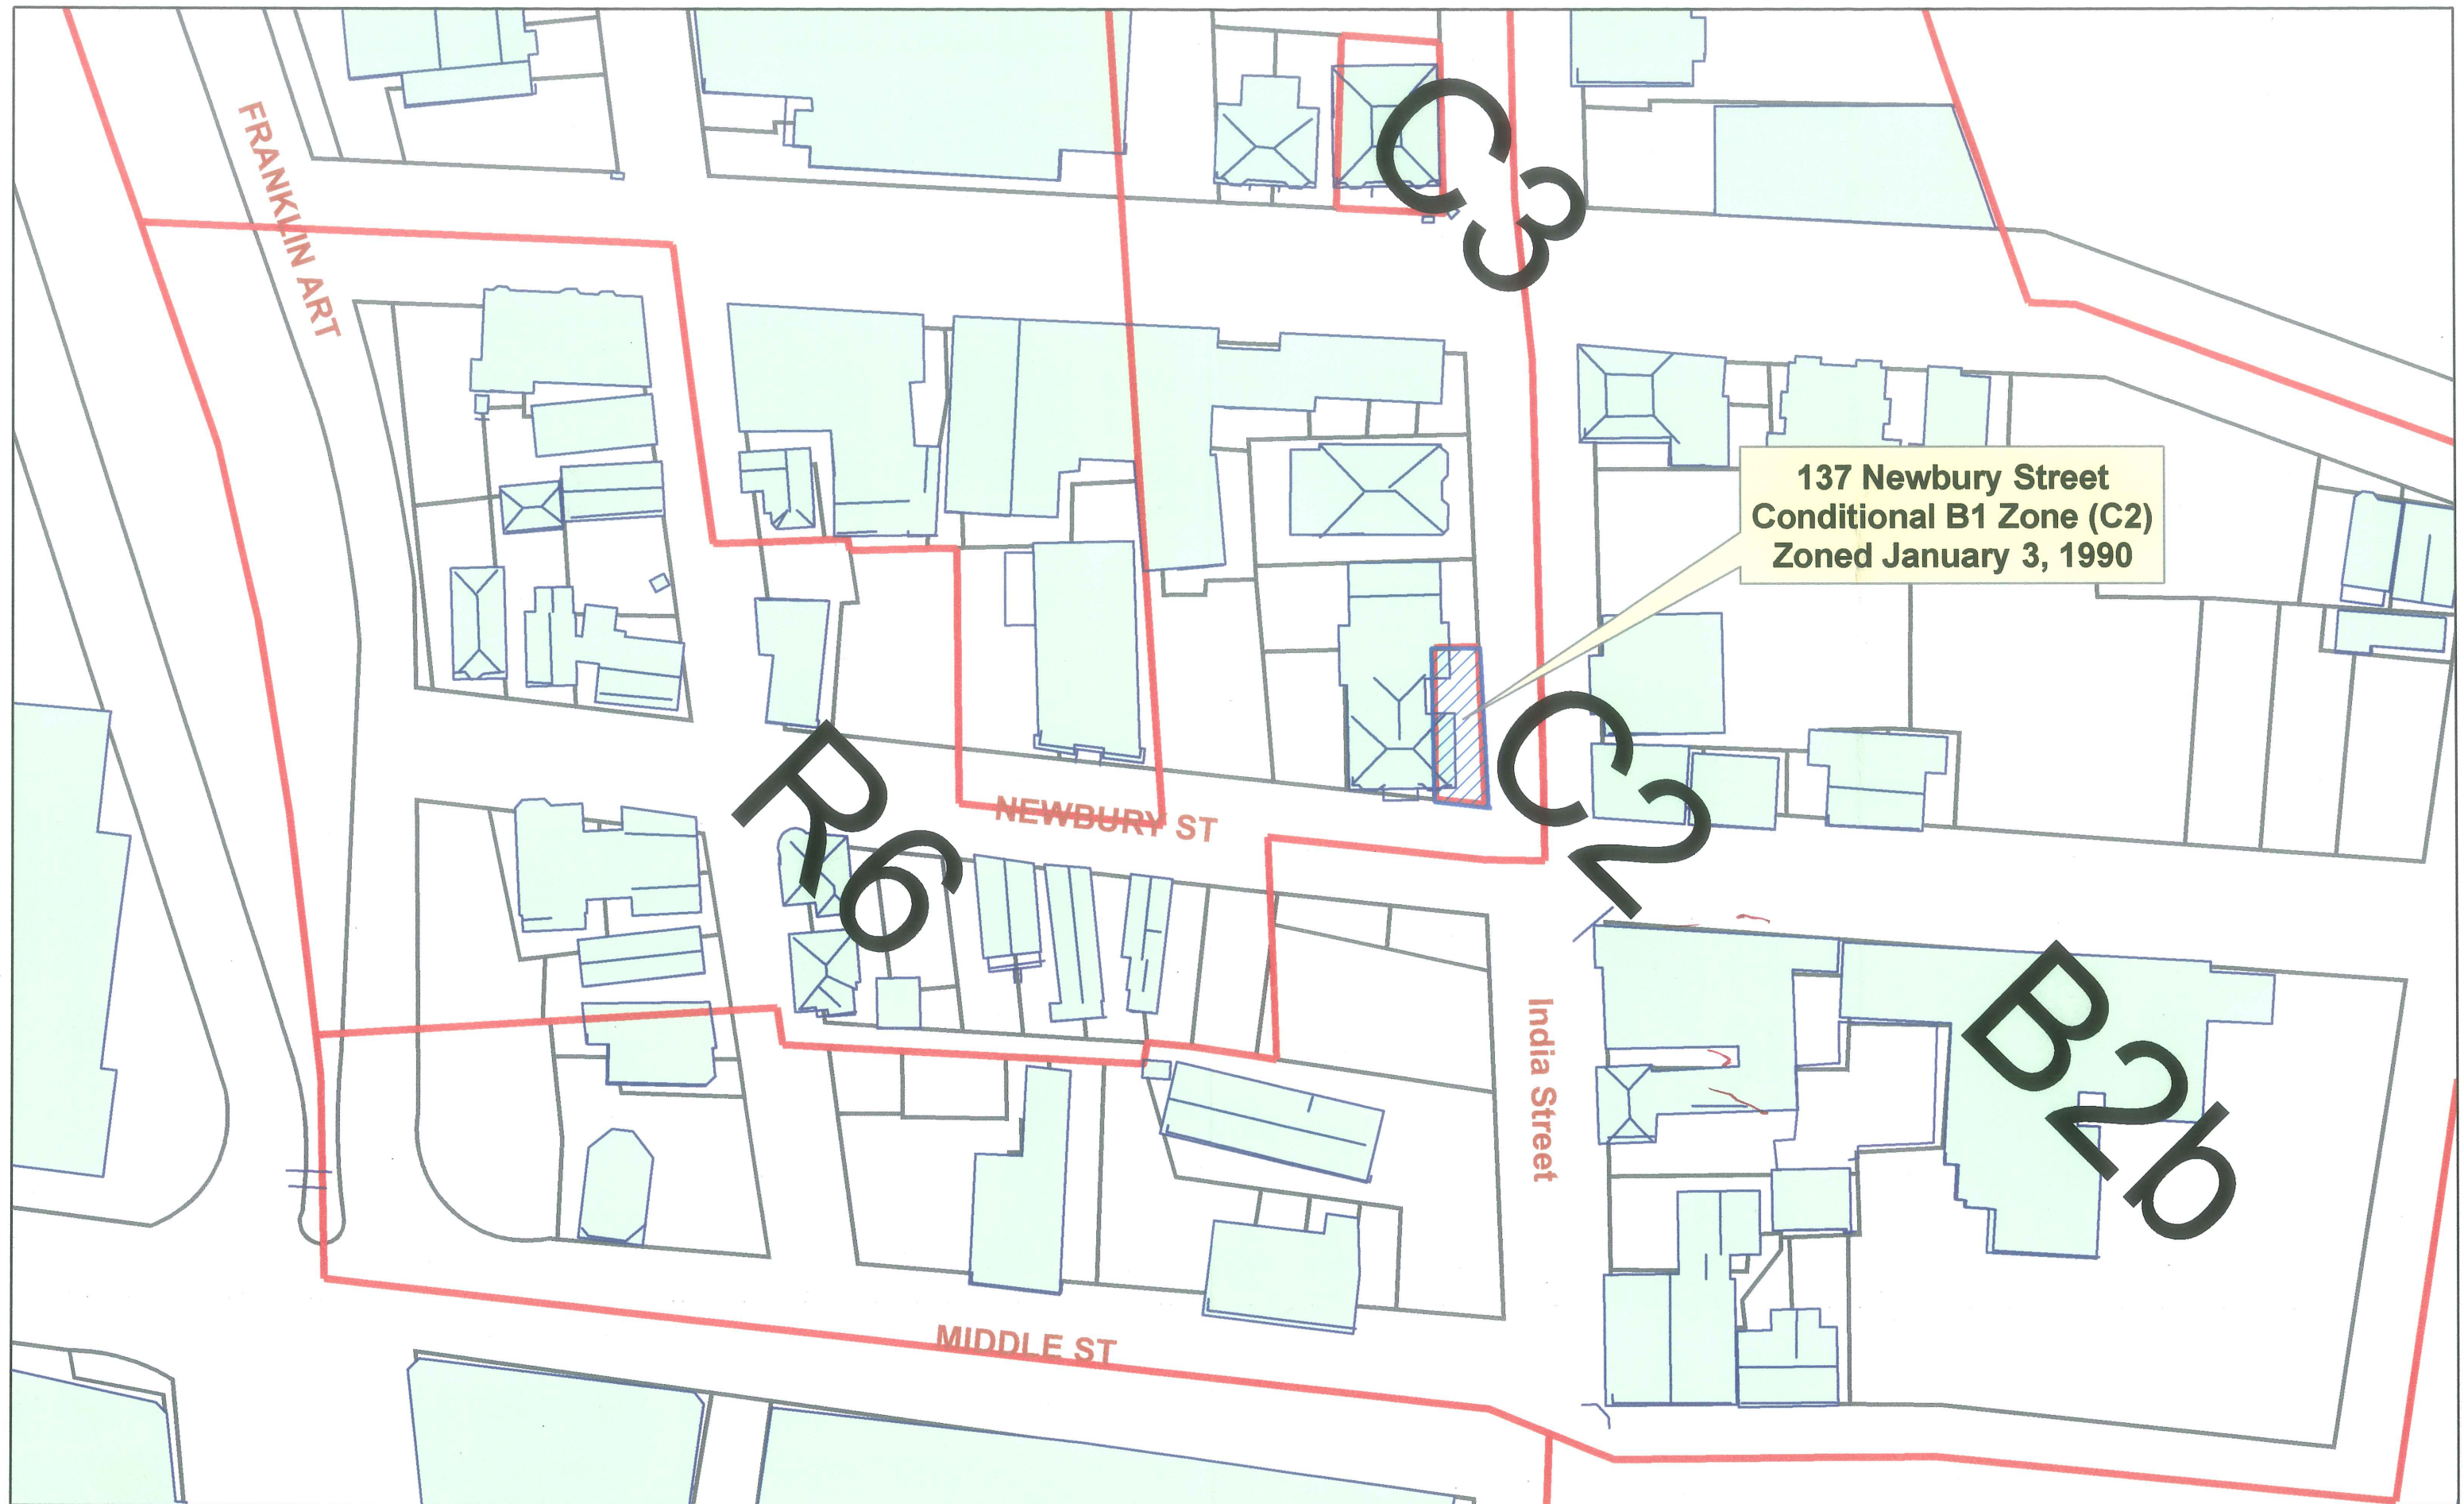 FRANKLIN ART
C3
137 Newbury Street
Conditional B1 Zone (C2)
Zoned January 3, 1990
C2
R6
NEWBURY ST
B2b
India Street
MIDDLE ST